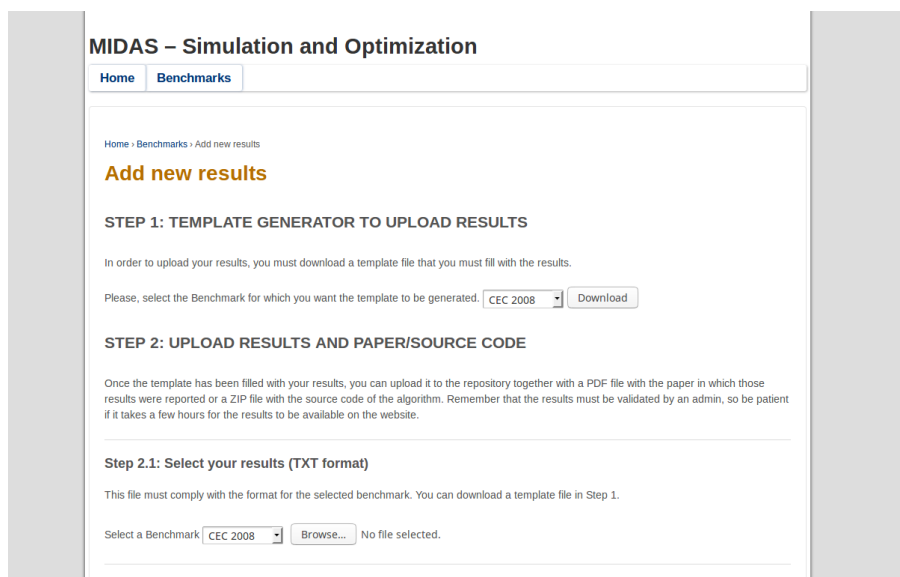 MIDAS – Simulation and Optimization
Home Benchmarks
Home › Benchmarks › Add new results
Add new results
STEP 1: TEMPLATE GENERATOR TO UPLOAD RESULTS
In order to upload your results, you must download a template file that you must fill with the results.
Please, select the Benchmark for which you want the template to be generated. CEC 2008 Download
STEP 2: UPLOAD RESULTS AND PAPER/SOURCE CODE
Once the template has been filled with your results, you can upload it to the repository together with a PDF file with the paper in which those
results were reported or a ZIP file with the source code of the algorithm. Remember that the results must be validated by an admin, so be patient
if it takes a few hours for the results to be available on the website.
Step 2.1: Select your results (TXT format)
This file must comply with the format for the selected benchmark. You can download a template file in Step 1.
Select a Benchmark CEC 2008 Browse... No file selected.